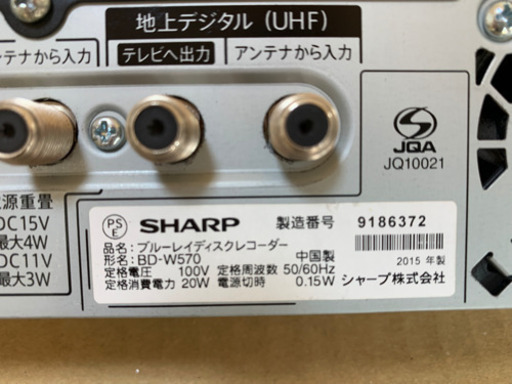 地上デジタル (UHF)
ンテナから入力 テレビへ出力 アンテナから入力
JQA
JQ10021
源重畳
DC15V
最大4W
DC11V
最大3W
PS E SHARP 製造番号 9186372
品名: ブルーレイディスクレコーダー
形名: BD-W570 中国製 2015 年製
定格電圧 100V 定格周波数 50/60Hz シャープ株式会社
定格消費電力 20W 電源切時 0.15W